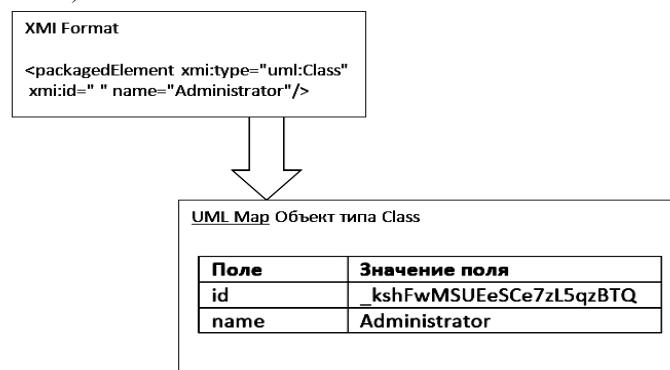 XMI Format
<packagedElement xmi:type="uml:Class"
xmi:id=" " name="Administrator"/>
UML Map Объект типа Class
Поле Значение поля
id _kshFwMSUEeSCe7zL5qzBTQ
name Administrator